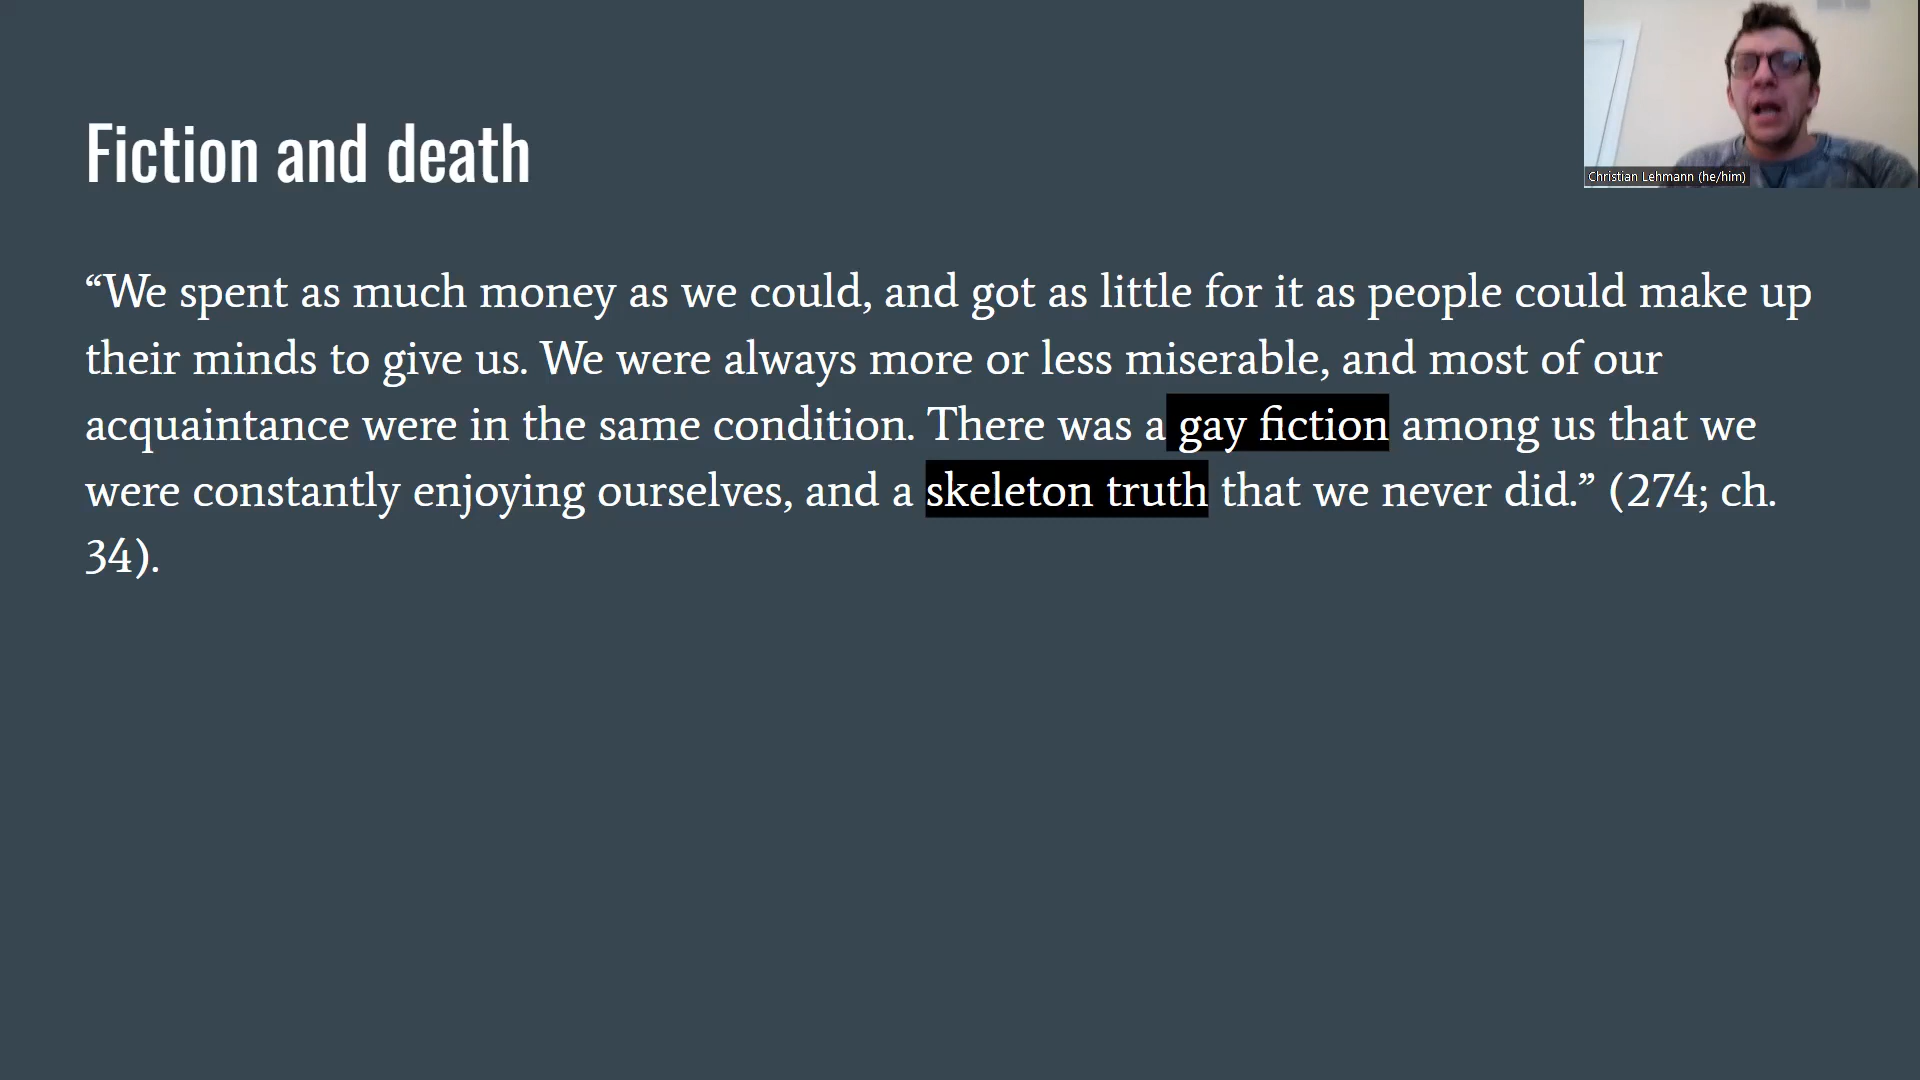 Fiction and death
Christian Lehmann (he/him)
“We spent as much money as we could, and got as little for it as people could make up
their minds to give us. We were always more or less miserable, and most of our
acquaintance were in the same condition. There was a gay fiction among us that we
were constantly enjoying ourselves, and a skeleton truth that we never did.” (274; ch.
34).